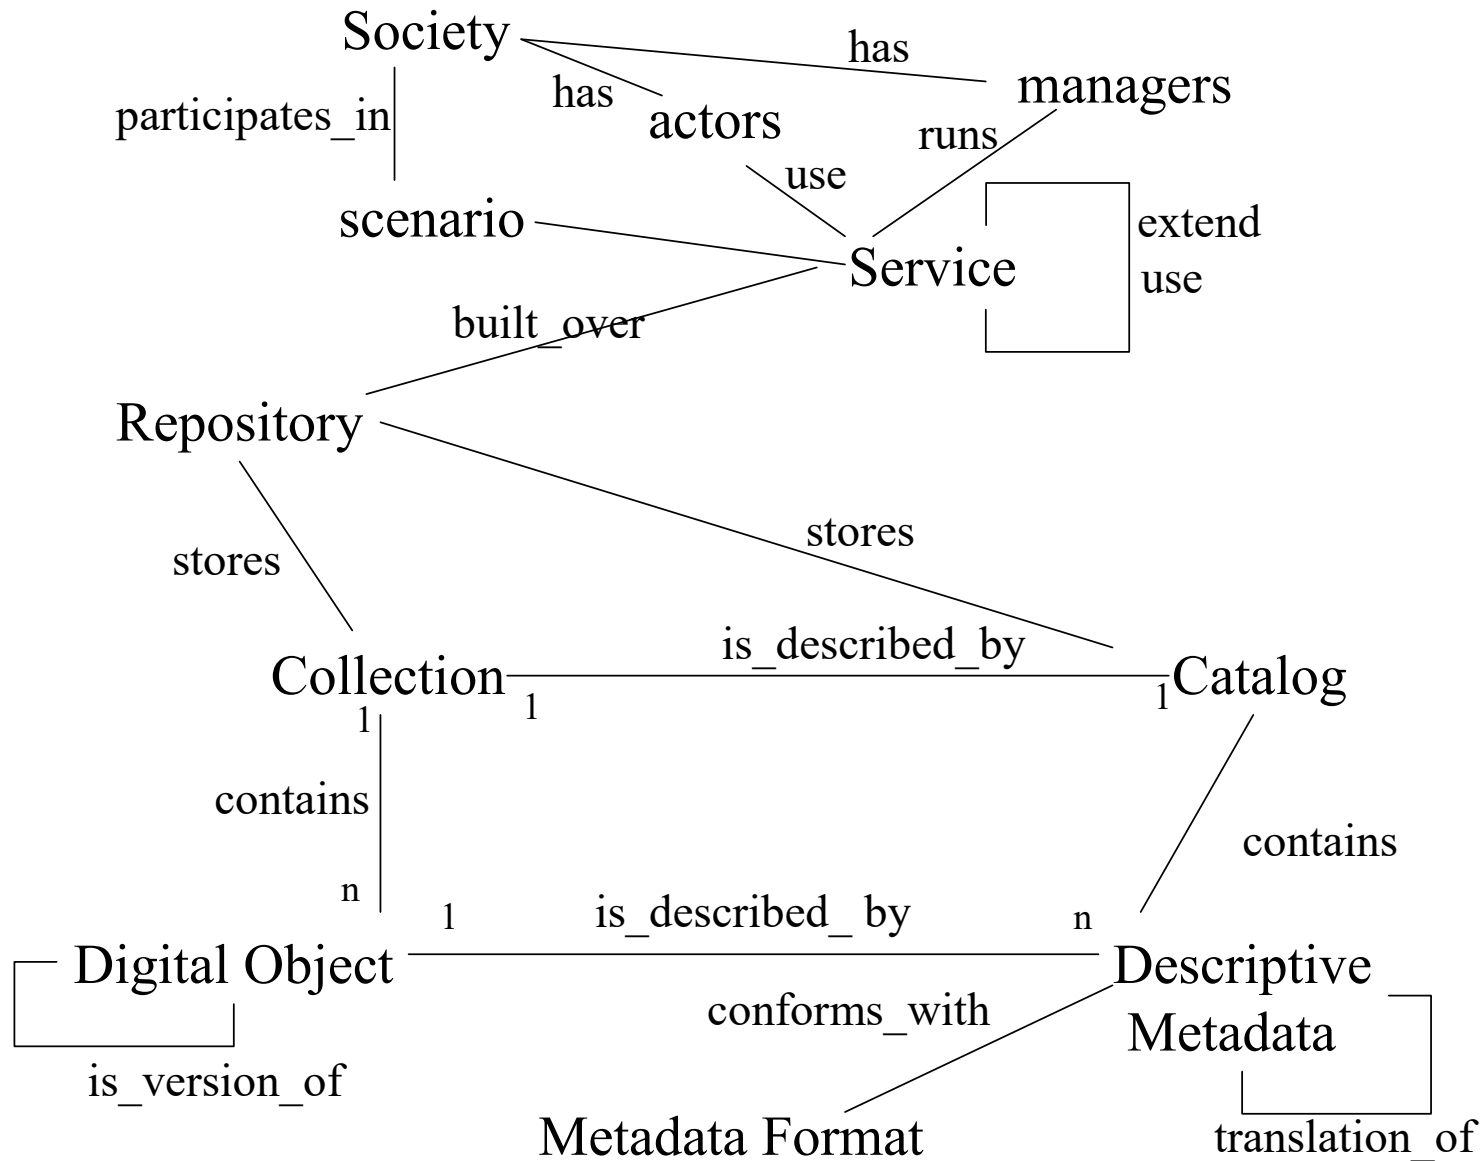 Society
has
managers
has
participates_in
actors
runs
use
scenario
extend
Service
use
built_over
Repository
stores
stores
is_described_by
Collection
Catalog
1
1
1
contains
contains
n
1
is_described_ by
n
Digital Object
Descriptive
conforms_with
Metadata
is_version_of
Metadata Format
translation_of